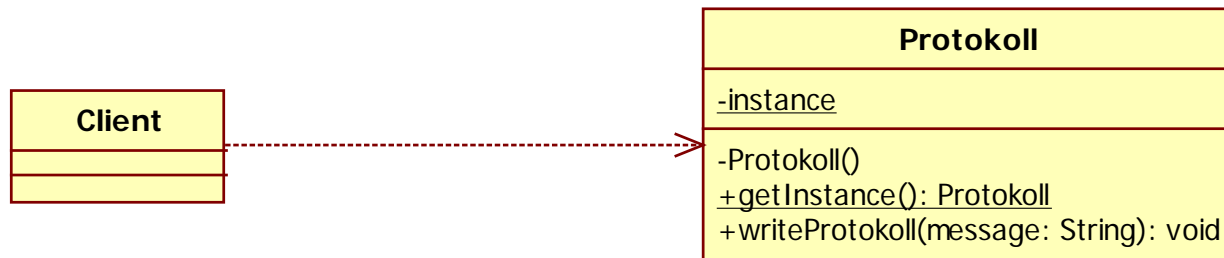 Client
Protokoll
-instance
-Protokoll()
+getInstance(): Protokoll
+writeProtokoll(message: String): void